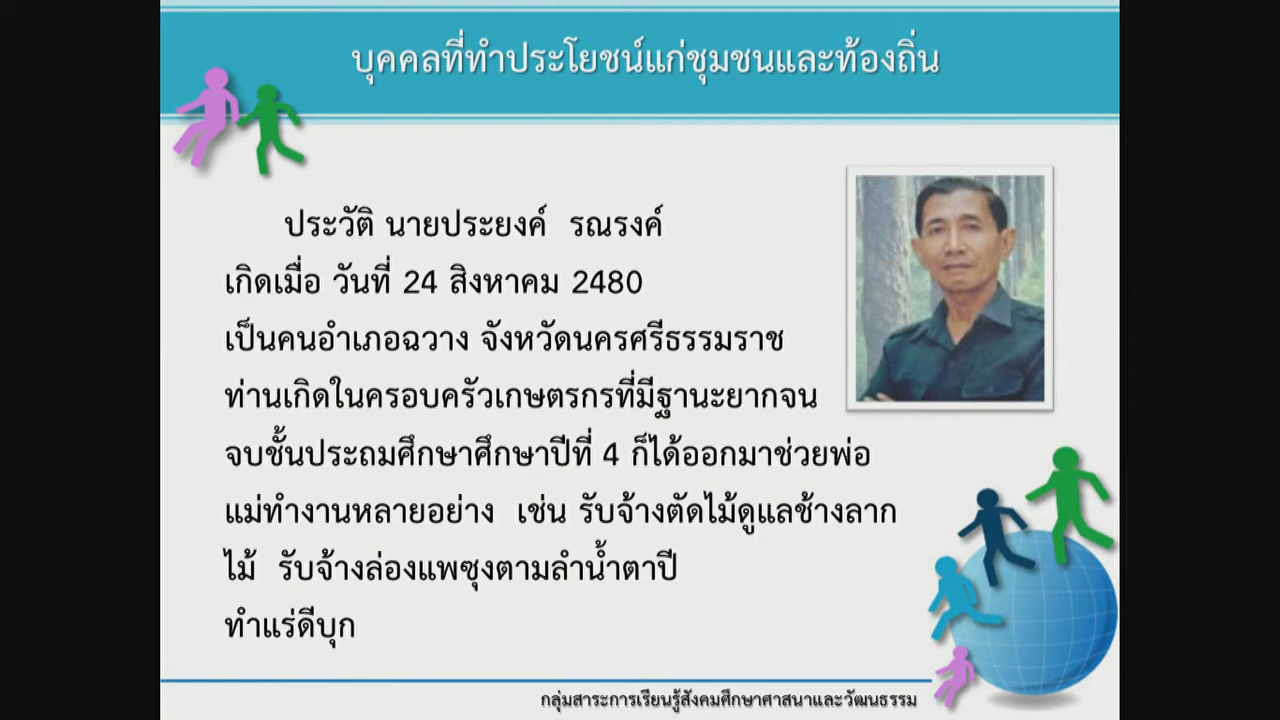 บุคคลที่ทำประโยชน์แก่ชุมชนและท้องถิ่น
ประวัติ นายประยงค์ รณรงค์
เกิดเมื่อ วันที่ 24 สิงหาคม 2480
เป็นคนอำเภอฉวาง จังหวัดนครศรีธรรมราช
ท่านเกิดในครอบครัวเกษตรกรที่มีฐานะยากจน
จบชั้นประถมศึกษาศึกษาปีที่ 4 ก็ได้ออกมาช่วยพ่อ
แม่ทำงานหลายอย่าง เช่น รับจ้างตัดไม้ดูแลช้างลาก
ไม้ รับจ้างล่องแพซุงตามลำน้ำตาปี
ทำแร่ดีบุก
กลุ่มสาระการเรียนรู้สังคมศึกษาศาสนาและวัฒนธรรม